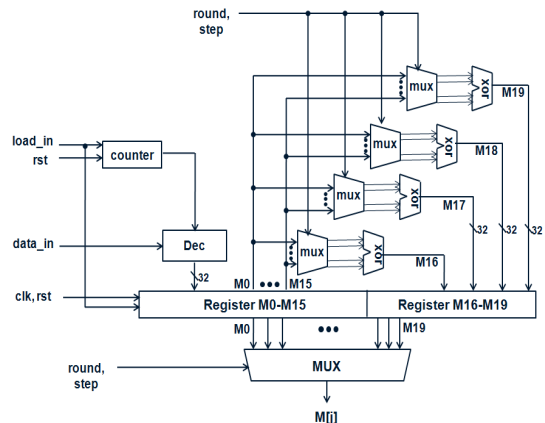 round,
step
mux
xor
M19
load_in
rst
counter
mux
xor
M18
mux
xor
M17
data_in
Dec
mux
xor
M16
32
32
32
32
M0
M15
clk, rst
Register M0-M15
Register M16-M19
M0
M19
round,
step
MUX
M[j]